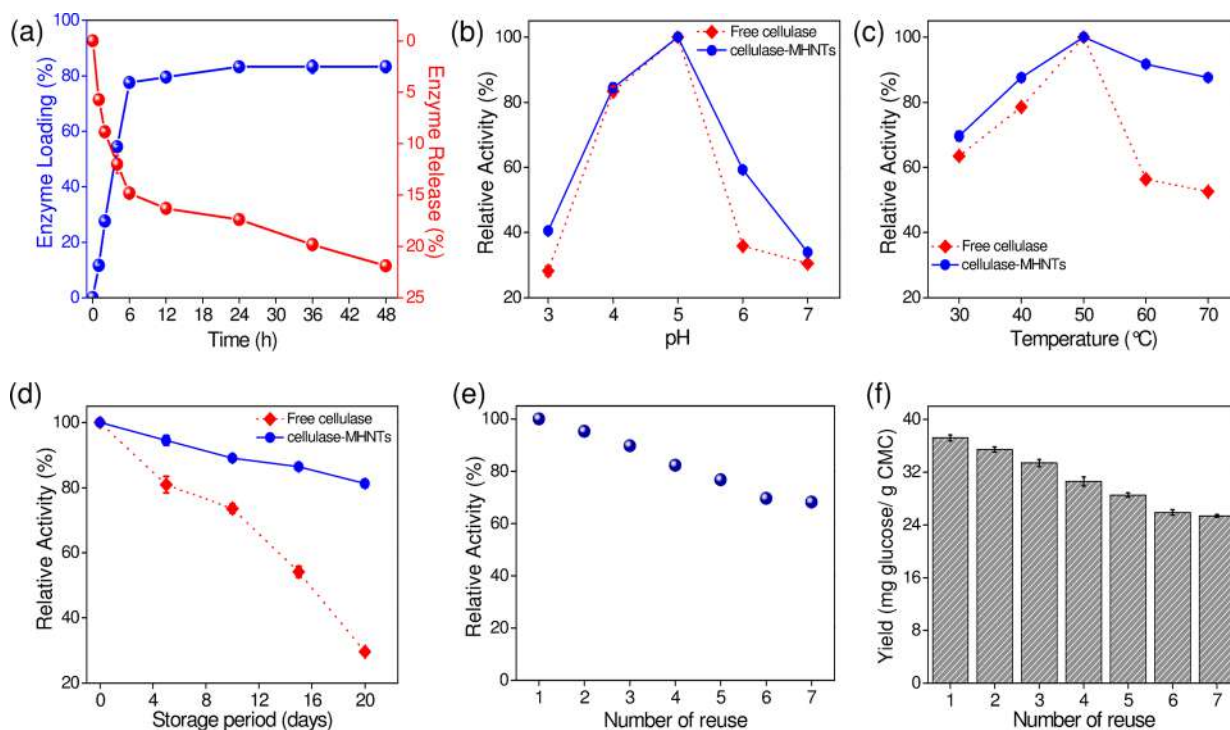 (a)
Enzyme Loading (%)
100
80
60
40
20
0
0
5
10
15
20
25
Enzyme Release (%)
0 6 12 18 24 30 36 42 48
Time (h)
(b)
Free cellulase
cellulase-MHNTs
Relative Activity (%)
100
80
60
40
20
3 4 5 6 7
pH
(c)
Relative Activity (%)
100
80
60
40
20
Free cellulase
cellulase-MHNTs
30 40 50 60 70
Temperature (°C)
(d)
Free cellulase
cellulase-MHNTs
Relative Activity (%)
100
80
60
40
20
0 4 8 12 16 20
Storage period (days)
(e)
Relative Activity (%)
100
80
60
40
20
0
1 2 3 4 5 6 7
Number of reuse
(f)
Yield (mg glucose/ g CMC)
40
32
24
16
8
0
1 2 3 4 5 6 7
Number of reuse